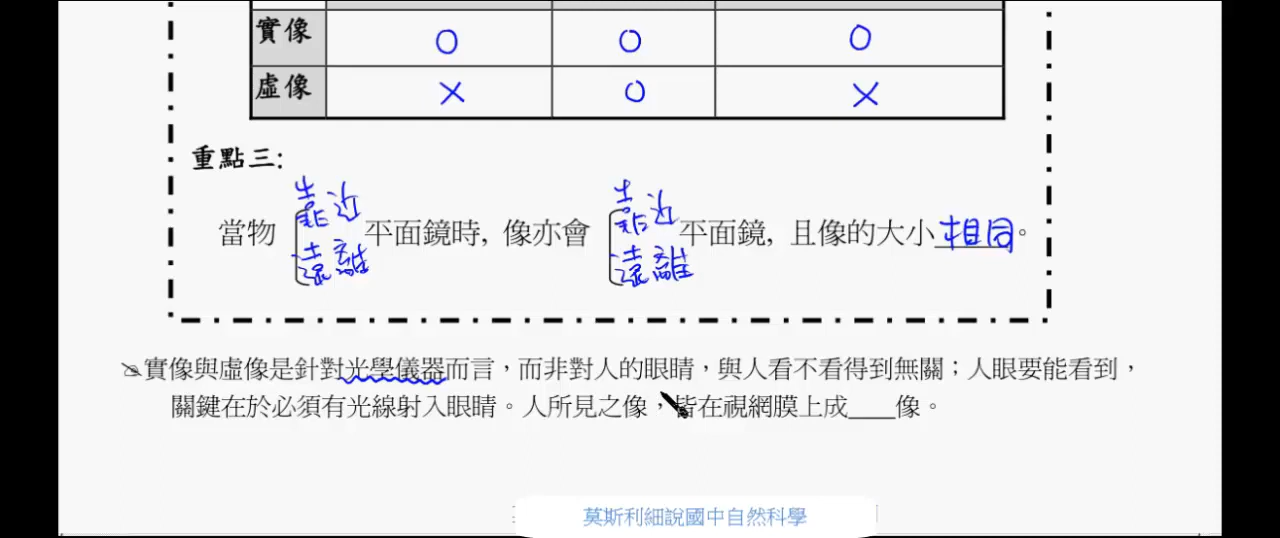 實像 O O O
虛像 X O X
重點三:
當物 靠近 遠離 平面鏡時, 像亦會 靠近 遠離 平面鏡, 且像的大小相同。
實像與虛像是針對光學儀器而言，而非對人的眼睛，與人看不看得到無關；人眼要能看到，
關鍵在於必須有光線射入眼睛。人所見之像，皆在視網膜上成____像。
莫斯利細說國中自然科學